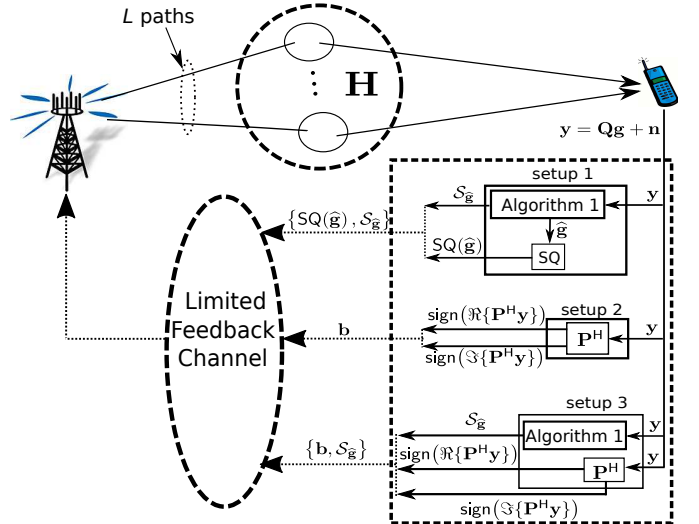 L paths
H
⋮
y = Qg + n
setup 1
S_ĝ
Algorithm 1
y
{SQ(ĝ), S_ĝ}
ĝ
SQ(ĝ)
SQ
Limited
Feedback
Channel
setup 2
sign(ℜ{P^H y})
b
P^H
y
sign(ℑ{P^H y})
setup 3
S_ĝ
Algorithm 1
y
{b, S_ĝ}
sign(ℜ{P^H y})
P^H
y
sign(ℑ{P^H y})